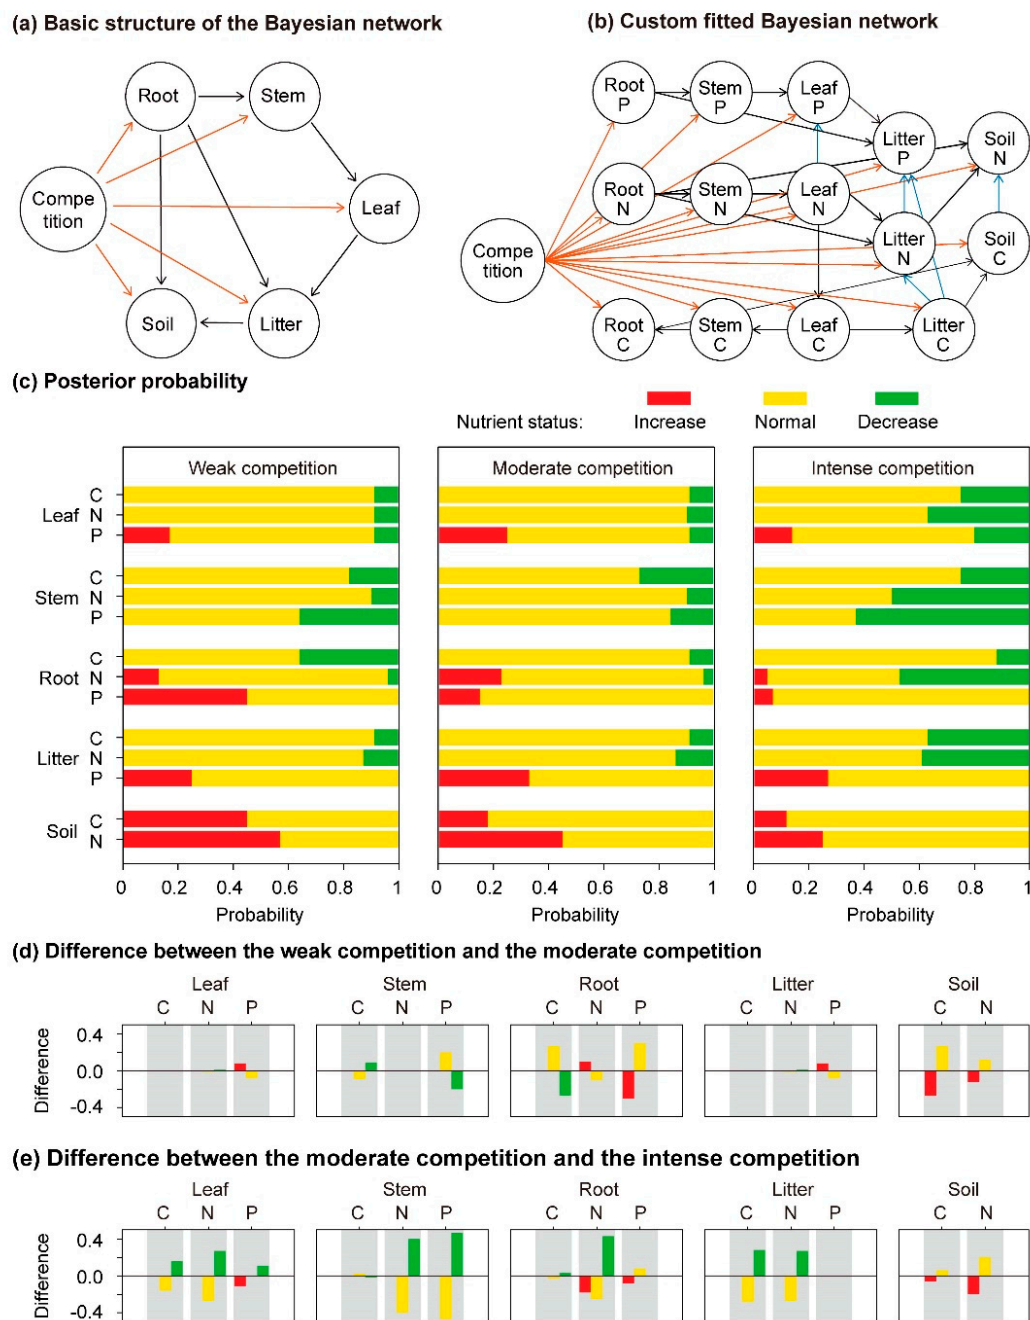 (a) Basic structure of the Bayesian network
Root
Stem
Compe
tition
Leaf
Soil
Litter
(b) Custom fitted Bayesian network
Root
P
Stem
P
Leaf
P
Litter
P
Soil
N
Root
N
Stem
N
Leaf
N
Litter
N
Soil
C
Compe
tition
Root
C
Stem
C
Leaf
C
Litter
C
(c) Posterior probability
Nutrient status: Increase Normal Decrease
Weak competition Moderate competition Intense competition
C
Leaf N
P
C
Stem N
P
C
Root N
P
C
Litter N
P
C
Soil
N
0 0.2 0.4 0.6 0.8 1 0 0.2 0.4 0.6 0.8 1 0 0.2 0.4 0.6 0.8 1
Probability Probability Probability
(d) Difference between the weak competition and the moderate competition
Leaf Stem Root Litter Soil
C N P C N P C N P C N P C N
Difference
0.4
0.0
-0.4
(e) Difference between the moderate competition and the intense competition
Leaf Stem Root Litter Soil
C N P C N P C N P C N P C N
Difference
0.4
0.0
-0.4